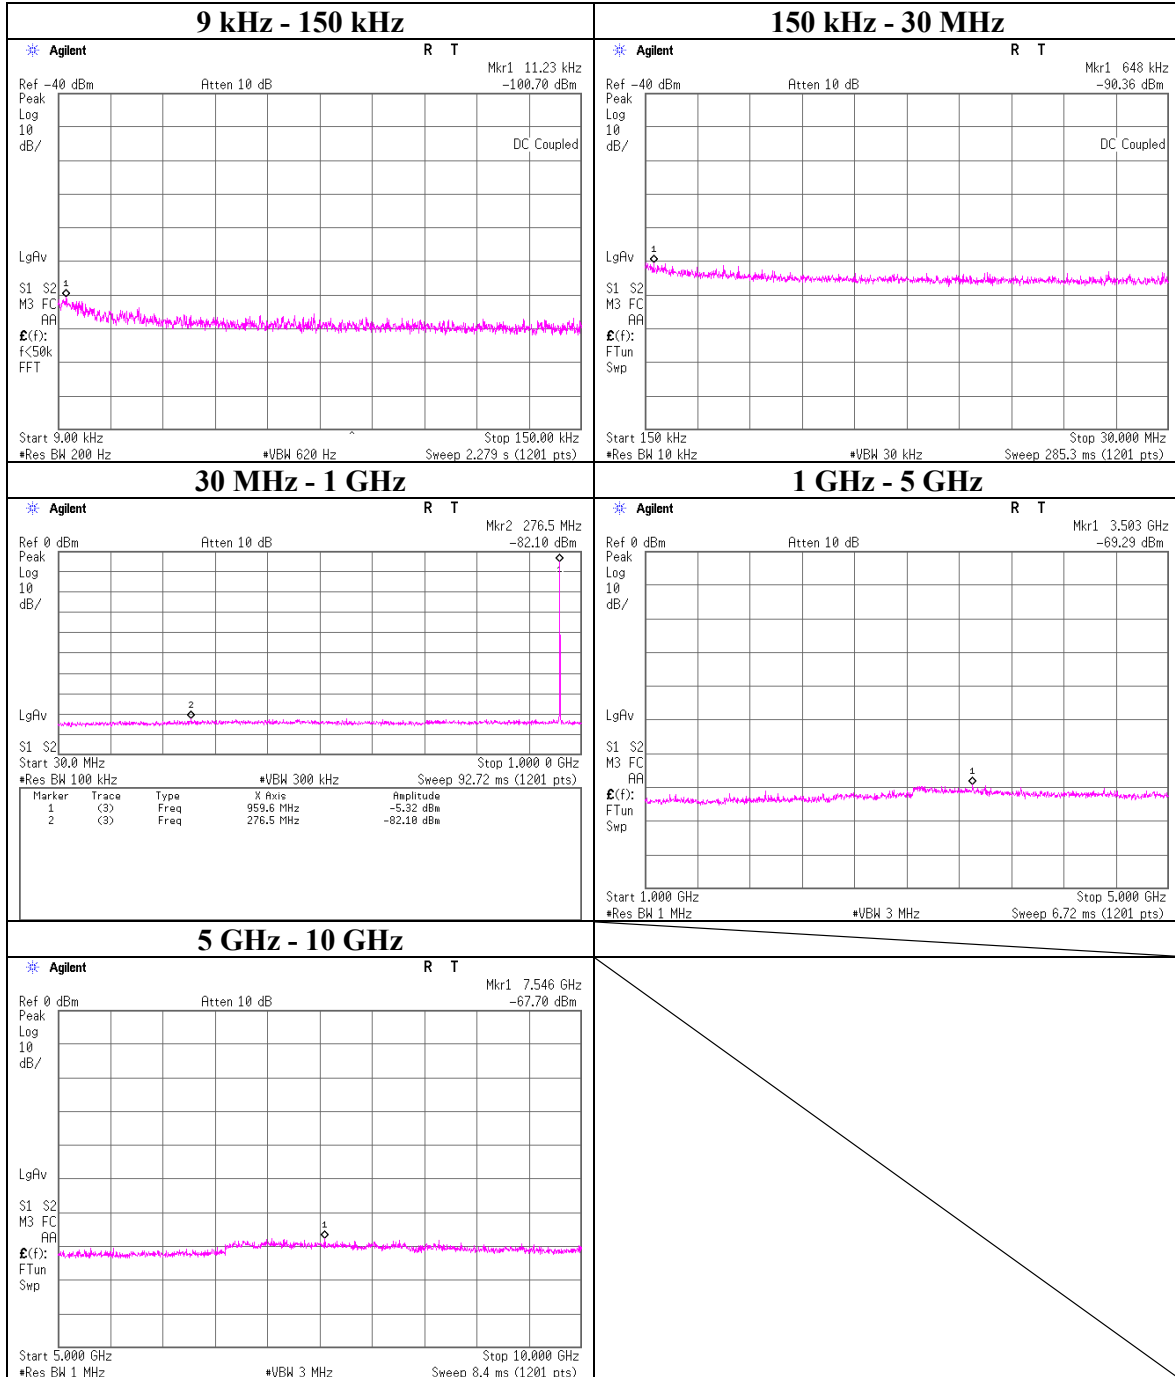 9 kHz - 150 kHz
Agilent R T
Mkr1 11.23 kHz
Ref -40 dBm Atten 10 dB -100.70 dBm
Peak
Log
10
dB/
DC Coupled
LgAv
1
S1 S2
M3 FC
AA
£(f):
f<50k
FFT
Start 9.00 kHz Stop 150.00 kHz
#Res BW 200 Hz #VBW 620 Hz Sweep 2.279 s (1201 pts)
150 kHz - 30 MHz
Agilent R T
Mkr1 648 kHz
Ref -40 dBm Atten 10 dB -90.36 dBm
Peak
Log
10
dB/
DC Coupled
1
LgAv
S1 S2
M3 FC
AA
£(f):
FTun
Swp
Start 150 kHz Stop 30.000 MHz
#Res BW 10 kHz #VBW 30 kHz Sweep 285.3 ms (1201 pts)
30 MHz - 1 GHz
Agilent R T
Mkr2 276.5 MHz
Ref 0 dBm Atten 10 dB -82.10 dBm
Peak
Log
10
dB/
2
LgAv
S1 S2
Start 30.0 MHz Stop 1.000 0 GHz
#Res BW 100 kHz #VBW 300 kHz Sweep 92.72 ms (1201 pts)
Marker Trace Type X Axis Amplitude
1 (3) Freq 959.6 MHz -5.32 dBm
2 (3) Freq 276.5 MHz -82.10 dBm
1 GHz - 5 GHz
Agilent R T
Mkr1 3.503 GHz
Ref 0 dBm Atten 10 dB -69.29 dBm
Peak
Log
10
dB/
LgAv
S1 S2
M3 FC
AA
1
£(f):
FTun
Swp
Start 1.000 GHz Stop 5.000 GHz
#Res BW 1 MHz #VBW 3 MHz Sweep 6.72 ms (1201 pts)
5 GHz - 10 GHz
Agilent R T
Mkr1 7.546 GHz
Ref 0 dBm Atten 10 dB -67.70 dBm
Peak
Log
10
dB/
LgAv
S1 S2
M3 FC
AA
1
£(f):
FTun
Swp
Start 5.000 GHz Stop 10.000 GHz
#Res BW 1 MHz #VBW 3 MHz Sweep 8.4 ms (1201 pts)